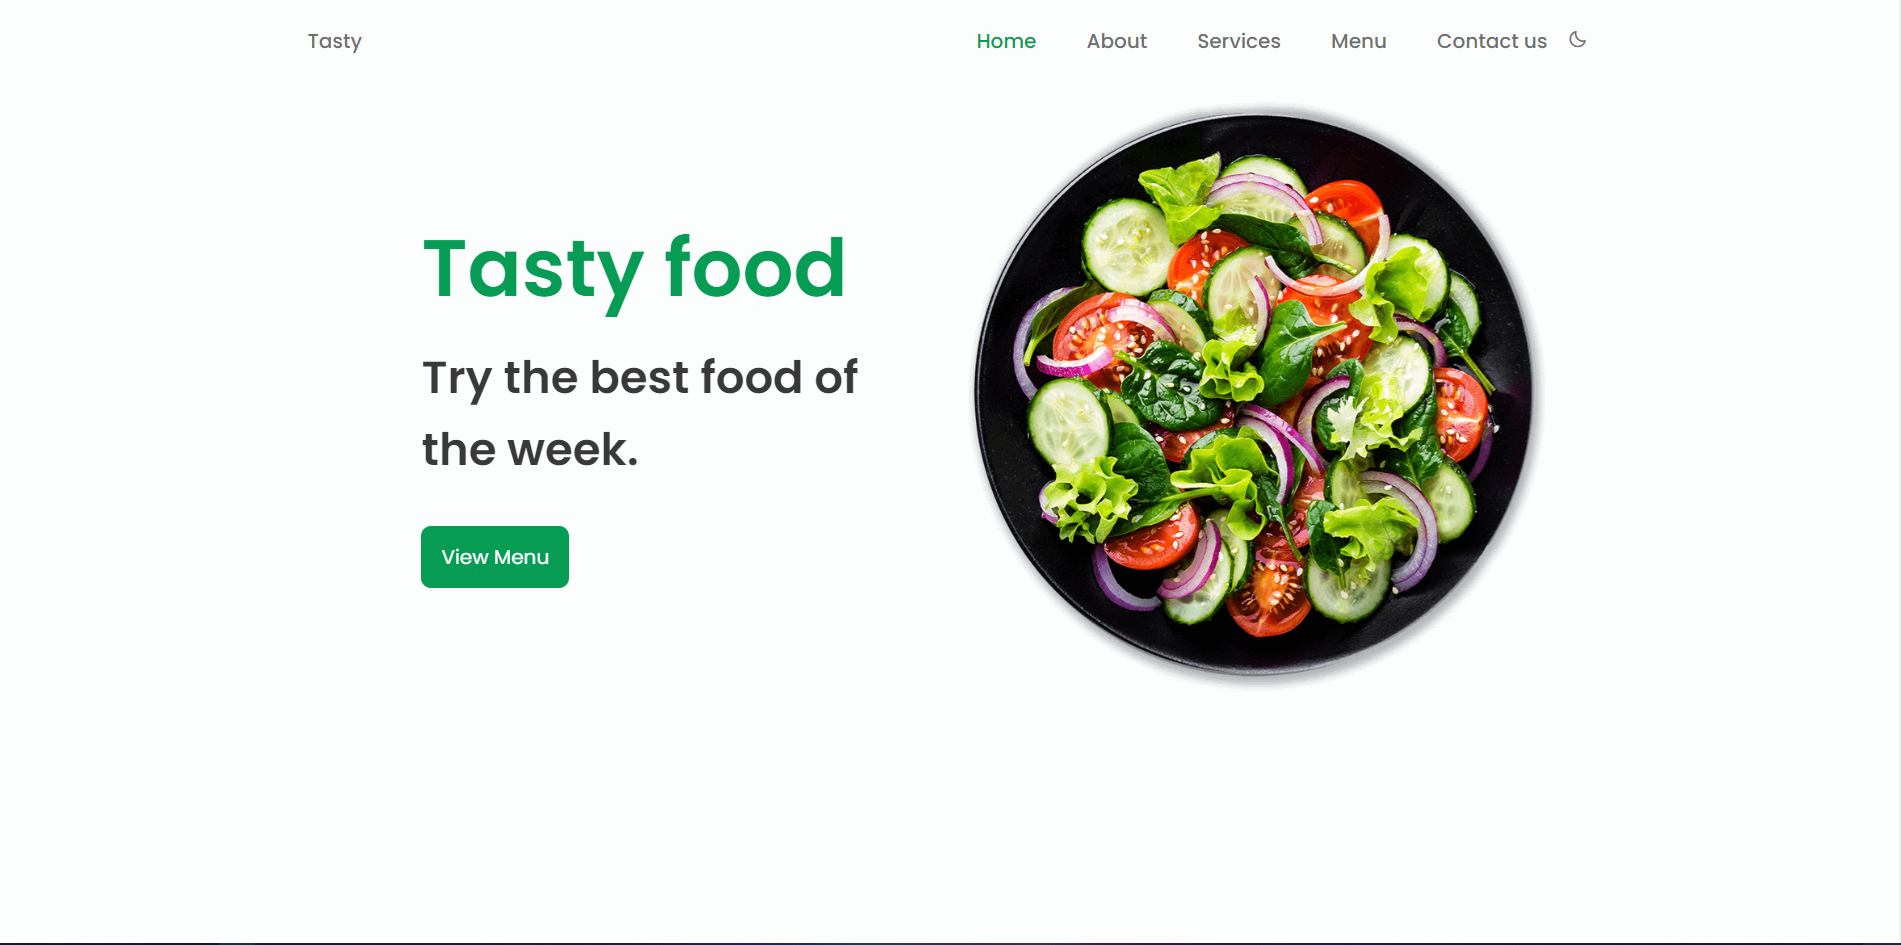 Tasty
Home
About
Services
Menu
Contact us
Tasty food
Try the best food of
the week.
View Menu